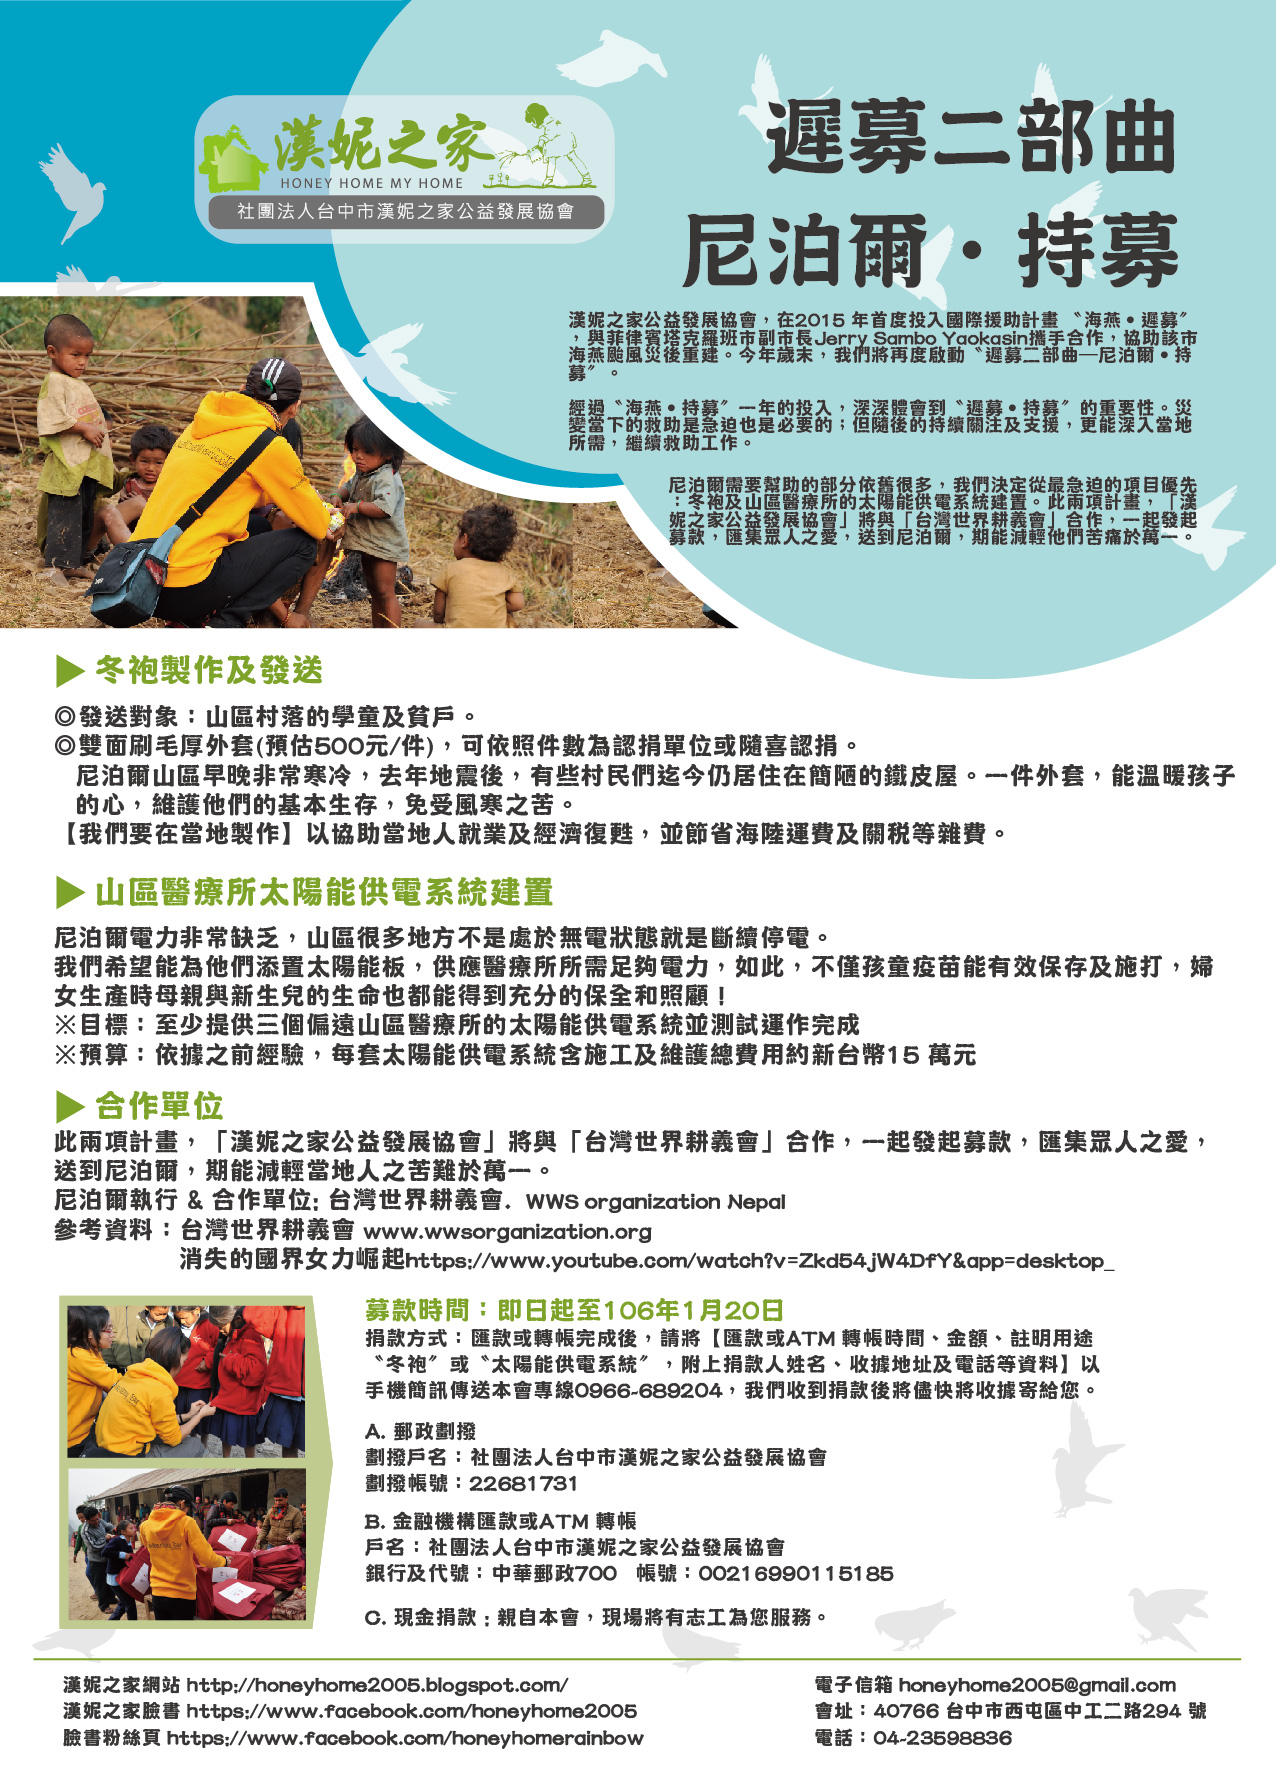 漢妮之家
HONEY HOME MY HOME
社團法人台中市漢妮之家公益發展協會
遲募二部曲
尼泊爾・持募
漢妮之家公益發展協會，在2015 年首度投入國際援助計畫〝海燕•遲募〞
，與菲律賓塔克羅班市副市長Jerry Sambo Yaokasin攜手合作，協助該市
海燕颱風災後重建。今年歲末，我們將再度啟動〝遲募二部曲—尼泊爾•持
募〞。
經過〝海燕•持募〞一年的投入，深深體會到〝遲募•持募〞的重要性。災
變當下的救助是急迫也是必要的；但隨後的持續關注及支援，更能深入當地
所需，繼續救助工作。
尼泊爾需要幫助的部分依舊很多，我們決定從最急迫的項目優先
：冬袍及山區醫療所的太陽能供電系統建置。此兩項計畫，「漢
妮之家公益發展協會」將與「台灣世界耕義會」合作，一起發起
募款，匯集眾人之愛，送到尼泊爾，期能減輕他們苦痛於萬一。
▶ 冬袍製作及發送
◎發送對象：山區村落的學童及貧戶。
◎雙面刷毛厚外套(預估500元/件)，可依照件數為認捐單位或隨喜認捐。
尼泊爾山區早晚非常寒冷，去年地震後，有些村民們迄今仍居住在簡陋的鐵皮屋。一件外套，能溫暖孩子
的心，維護他們的基本生存，免受風寒之苦。
【我們要在當地製作】以協助當地人就業及經濟復甦，並節省海陸運費及關稅等雜費。
▶ 山區醫療所太陽能供電系統建置
尼泊爾電力非常缺乏，山區很多地方不是處於無電狀態就是斷續停電。
我們希望能為他們添置太陽能板，供應醫療所所需足夠電力，如此，不僅孩童疫苗能有效保存及施打，婦
女生產時母親與新生兒的生命也都能得到充分的保全和照顧！
※目標：至少提供三個偏遠山區醫療所的太陽能供電系統並測試運作完成
※預算：依據之前經驗，每套太陽能供電系統含施工及維護總費用約新台幣15 萬元
▶ 合作單位
此兩項計畫，「漢妮之家公益發展協會」將與「台灣世界耕義會」合作，一起發起募款，匯集眾人之愛，
送到尼泊爾，期能減輕當地人之苦難於萬一。
尼泊爾執行 & 合作單位: 台灣世界耕義會. WWS organization Nepal
參考資料：台灣世界耕義會 www.wwsorganization.org
消失的國界女力崛起https://www.youtube.com/watch?v=Zkd54jW4DfY&app=desktop_
募款時間：即日起至106年1月20日
捐款方式：匯款或轉帳完成後，請將【匯款或ATM 轉帳時間、金額、註明用途
〝冬袍〞或〝太陽能供電系統〞，附上捐款人姓名、收據地址及電話等資料】以
手機簡訊傳送本會專線0966-689204，我們收到捐款後將儘快將收據寄給您。
A. 郵政劃撥
劃撥戶名：社團法人台中市漢妮之家公益發展協會
劃撥帳號：22681731
B. 金融機構匯款或ATM 轉帳
戶名：社團法人台中市漢妮之家公益發展協會
銀行及代號：中華郵政700　帳號：00216990115185
C. 現金捐款；親自本會，現場將有志工為您服務。
漢妮之家網站 http://honeyhome2005.blogspot.com/
漢妮之家臉書 https://www.facebook.com/honeyhome2005
臉書粉絲頁 https://www.facebook.com/honeyhomerainbow
電子信箱 honeyhome2005@gmail.com
會址：40766 台中市西屯區中工二路294 號
電話：04-23598836